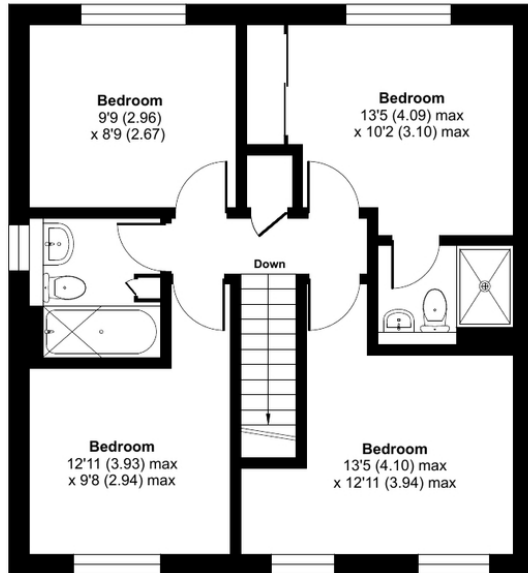 Bedroom
9'9 (2.96)
x 8'9 (2.67)
Bedroom
13'5 (4.09) max
x 10'2 (3.10) max
Down
Bedroom
12'11 (3.93) max
x 9'8 (2.94) max
Bedroom
13'5 (4.10) max
x 12'11 (3.94) max